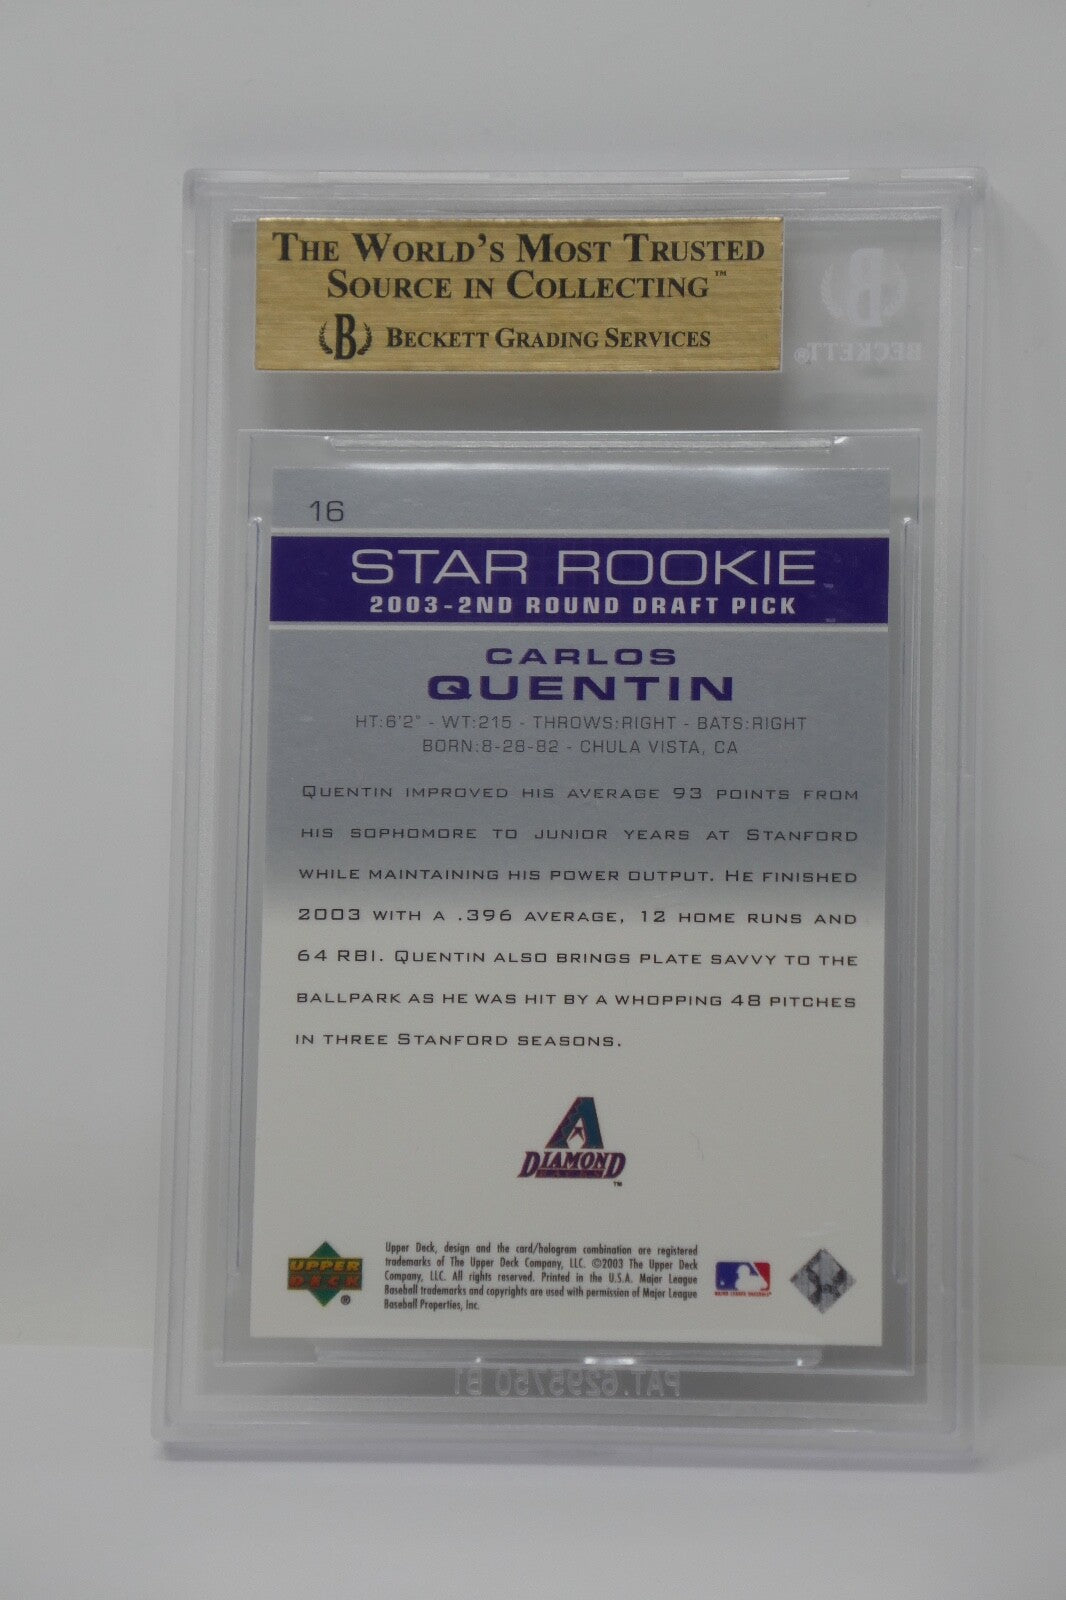 THE WORLD'S MOST TRUSTED
SOURCE IN COLLECTING™
B BECKETT GRADING SERVICES
B
BECKETT®
16
STAR ROOKIE
2003-2ND ROUND DRAFT PICK
CARLOS
QUENTIN
HT:6'2" - WT:215 - THROWS:RIGHT - BATS:RIGHT
BORN:8-28-82 - CHULA VISTA, CA
QUENTIN IMPROVED HIS AVERAGE 93 POINTS FROM
HIS SOPHOMORE TO JUNIOR YEARS AT STANFORD
WHILE MAINTAINING HIS POWER OUTPUT. HE FINISHED
2003 WITH A .396 AVERAGE, 12 HOME RUNS AND
64 RBI. QUENTIN ALSO BRINGS PLATE SAVVY TO THE
BALLPARK AS HE WAS HIT BY A WHOPPING 48 PITCHES
IN THREE STANFORD SEASONS.
A
DIAMOND
™
UPPER
DECK
®
Upper Deck, design and the card/hologram combination are registered
trademarks of The Upper Deck Company, LLC. ©2003 The Upper Deck
Company, LLC. All rights reserved. Printed in the U.S.A. Major League
Baseball trademarks and copyrights are used with permission of Major League
Baseball Properties, Inc.
MAJOR LEAGUE BASEBALL
PAT. 6295750 B1